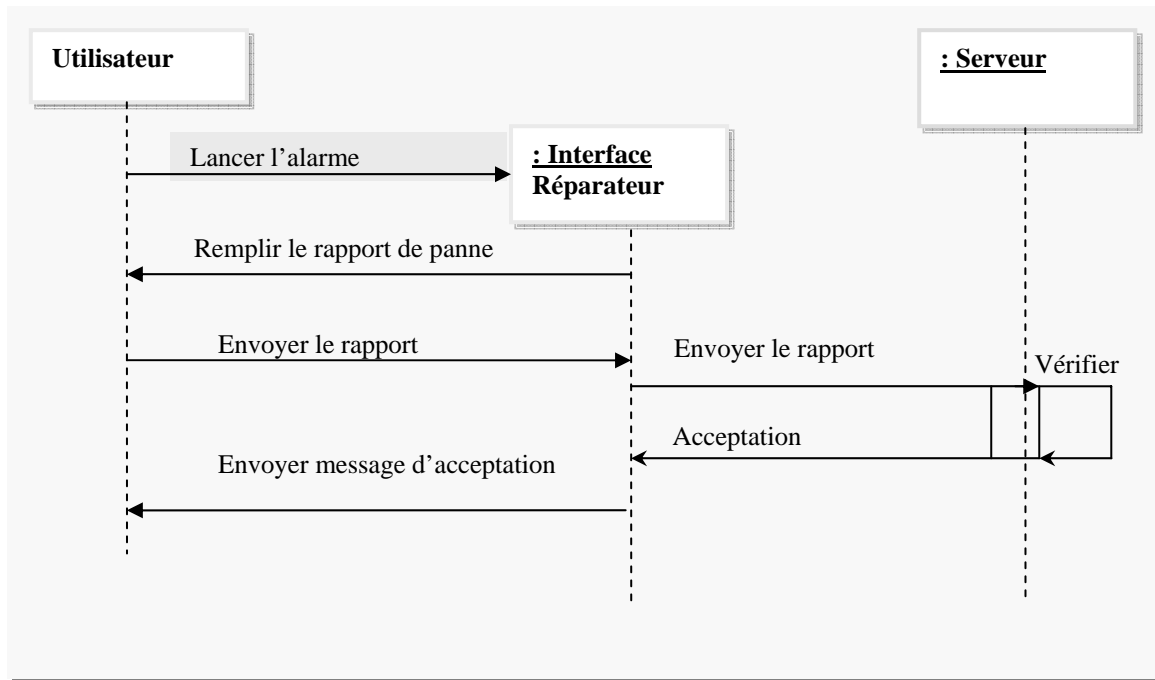 Utilisateur
: Serveur
Lancer l’alarme
: Interface
Réparateur
Remplir le rapport de panne
Envoyer le rapport
Envoyer le rapport
Vérifier
Acceptation
Envoyer message d’acceptation